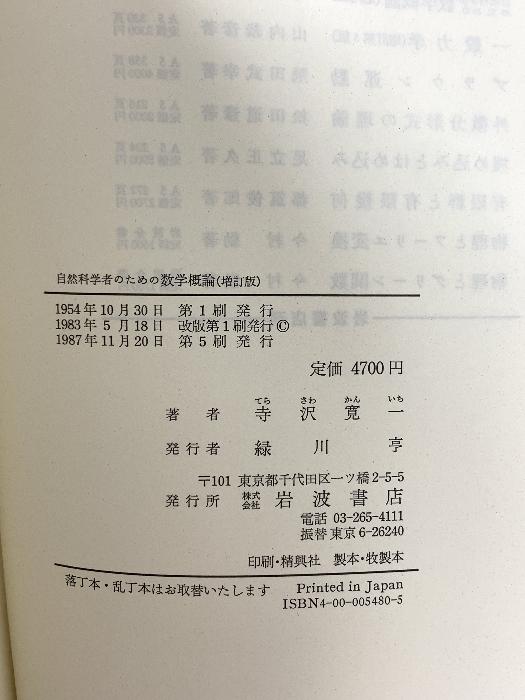 自然科学者のための数学概論(増訂版)
1954年10月30日 第1刷発行
1983年5月18日 改版第1刷発行©
1987年11月20日 第5刷発行
定価 4700円
てら さわ かん いち
著者 寺沢寛一
発行者 緑川亨
〒101 東京都千代田区一ツ橋2-5-5
発行所 株式会社 岩波書店
電話 03-265-4111
振替 東京6-26240
印刷・精興社 製本・牧製本
落丁本・乱丁本はお取替いたします Printed in Japan
ISBN4-00-005480-5